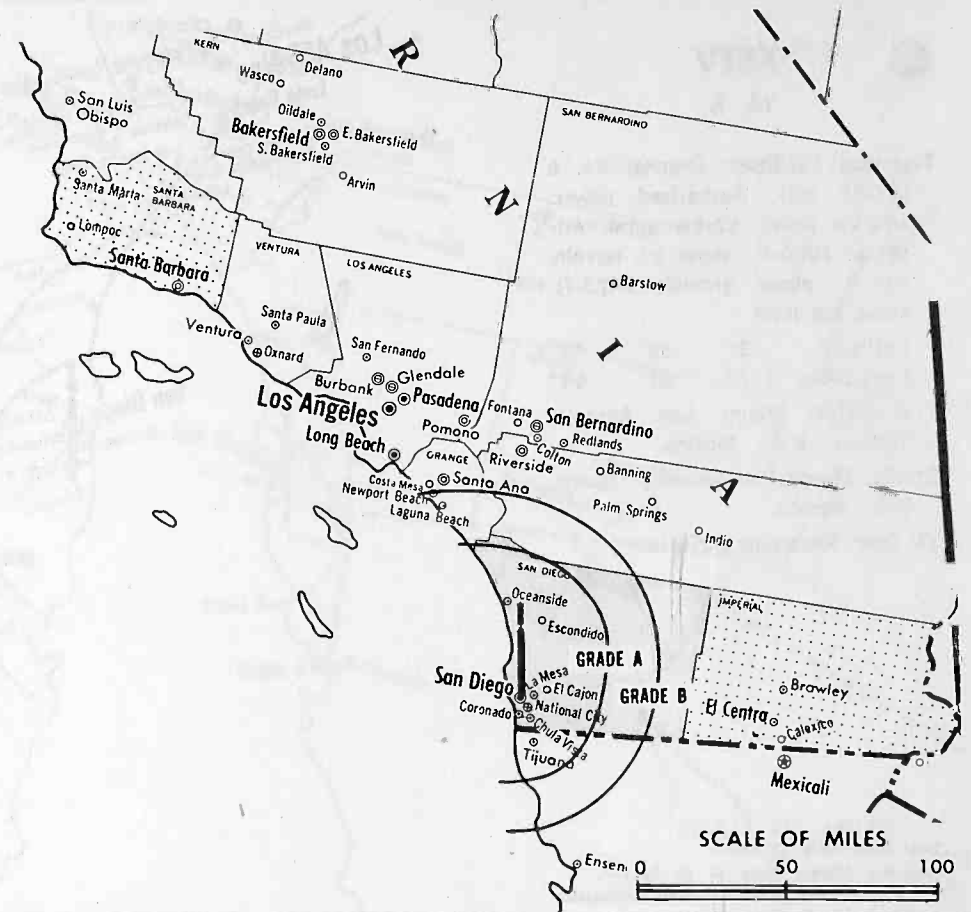 R
N
I
A
KERN
Delano
Wasco
SAN BERNARDINO
San Luis
Obispo
Oildale
Bakersfield
E. Bakersfield
S. Bakersfield
Arvin
Santa Maria
SANTA
BARBARA
Lompoc
Santa Barbara
VENTURA
LOS ANGELES
Barstow
Santa Paula
Ventura
Oxnard
San Fernando
Burbank
Glendale
Los Angeles
Pasadena
Pomono
Fontana
San Bernardino
Colton
Redlands
Long Beach
ORANGE
Riverside
Banning
Costa Mesa
Santa Ana
Newport Beach
Laguna Beach
Palm Springs
Indio
SAN DIEGO
Oceanside
Escondido
IMPERIAL
GRADE A
GRADE B
La Mesa
San Diego
El Cajon
National City
Coronado
Chula Vista
Tijuana
Brawley
El Centra
Calexico
Mexicali
SCALE OF MILES
Ensen
0
50
100